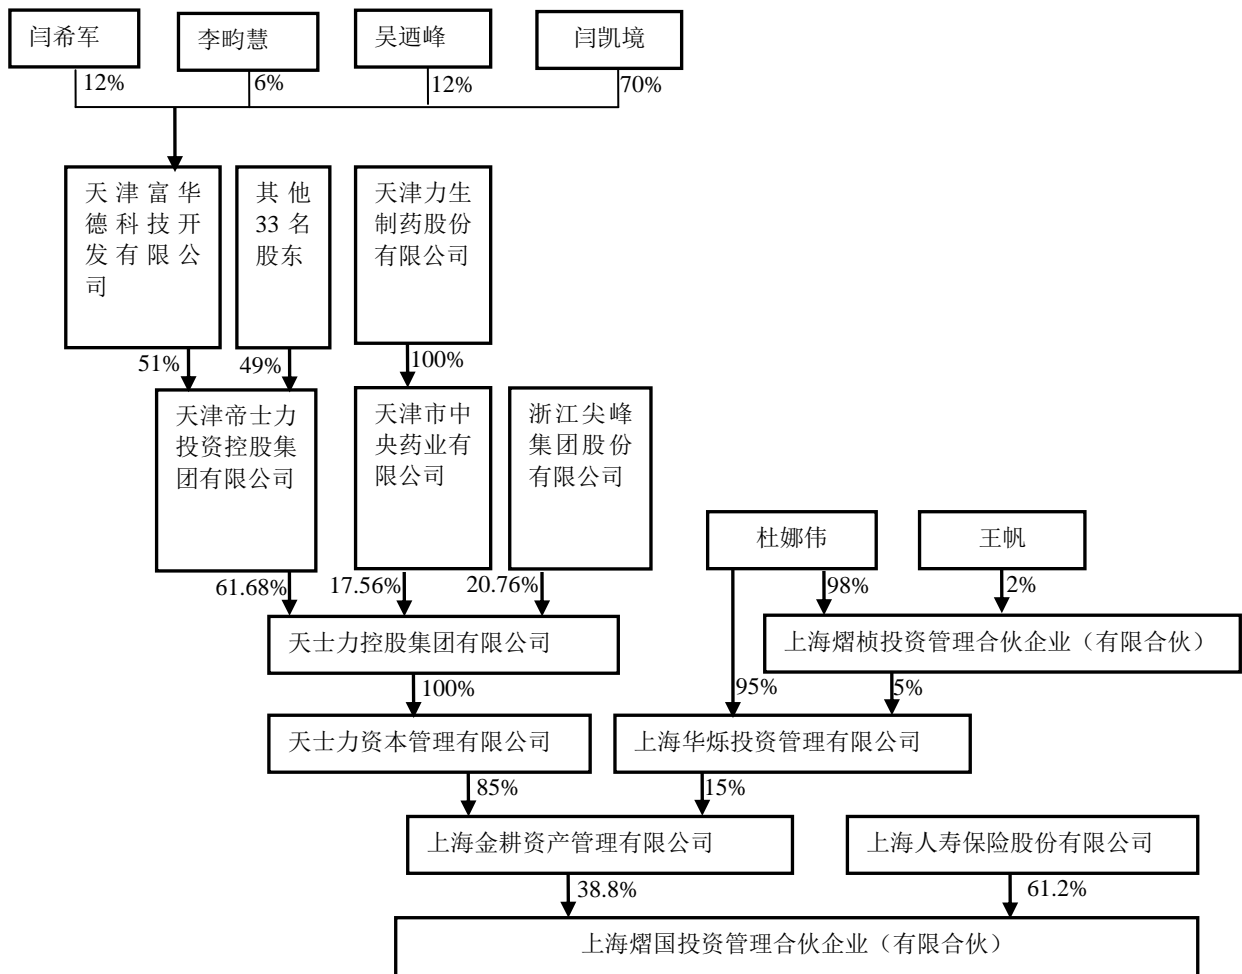 闫希军
李畇慧
吴迺峰
闫凯境
12%
6%
12%
70%
天津富华
德科技开
发有限公
司
其他
33 名
股东
天津力生
制药股份
有限公司
51%
49%
100%
天津帝士力
投资控股集
团有限公司
天津市中
央药业有
限公司
浙江尖峰
集团股份
有限公司
杜娜伟
王帆
61.68%
17.56%
20.76%
98%
2%
天士力控股集团有限公司
上海熠桢投资管理合伙企业（有限合伙）
100%
95%
5%
天士力资本管理有限公司
上海华烁投资管理有限公司
85%
15%
上海金耕资产管理有限公司
上海人寿保险股份有限公司
38.8%
61.2%
上海熠国投资管理合伙企业（有限合伙）